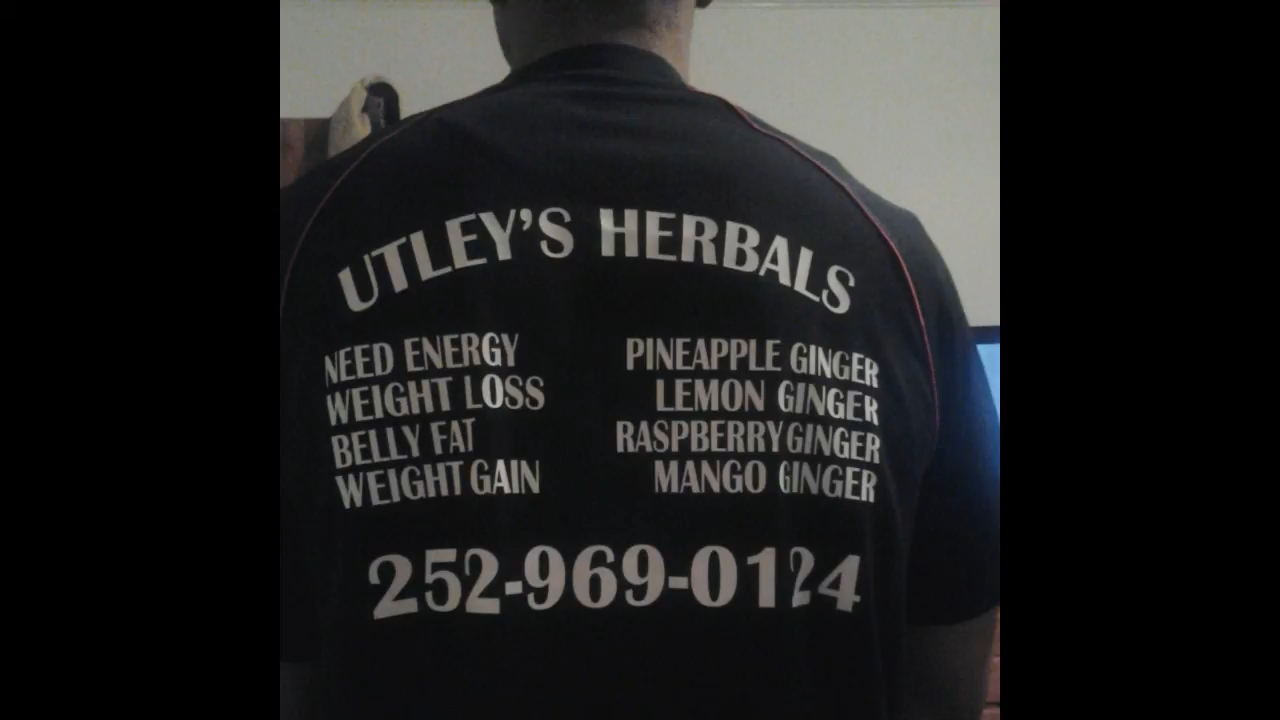 UTLEY'S HERBALS
NEED ENERGY
WEIGHT LOSS
BELLY FAT
WEIGHT GAIN
PINEAPPLE GINGER
LEMON GINGER
RASPBERRY GINGER
MANGO GINGER
252-969-0124